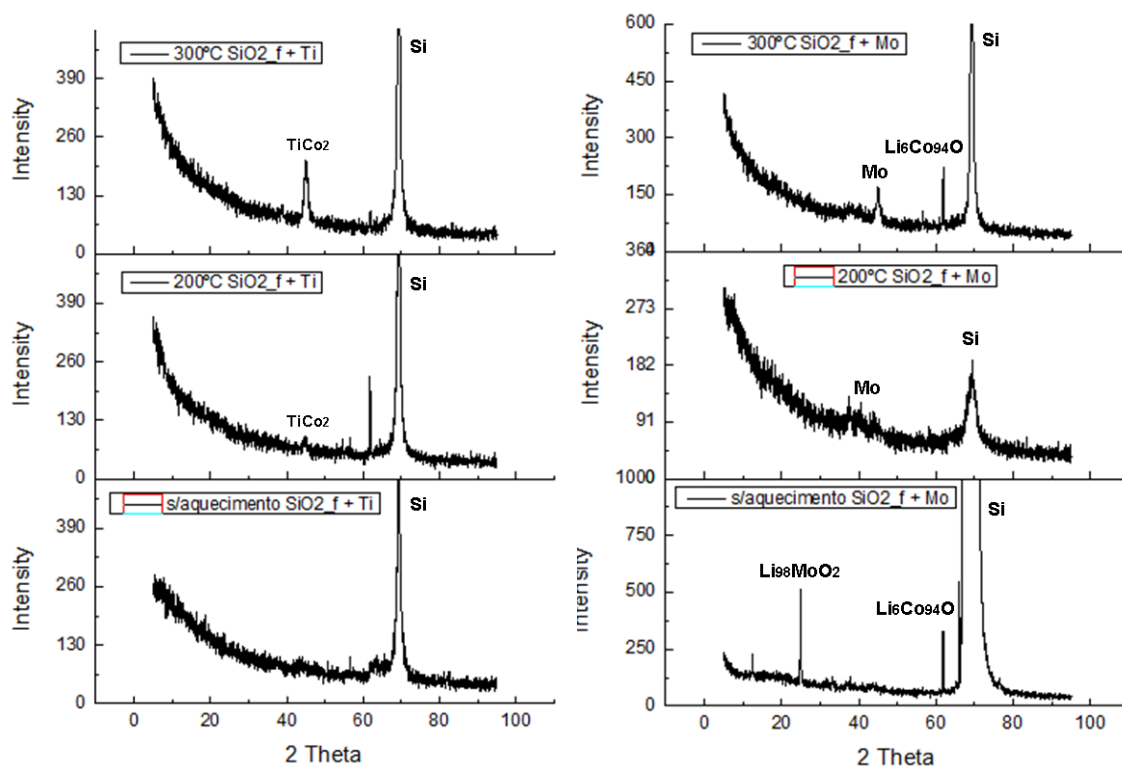 300ºC SiO2_f + Ti
Si
TiCo2
Intensity
390
260
130
0
200ºC SiO2_f + Ti
Si
TiCo2
Intensity
390
260
130
0
s/aquecimento SiO2_f + Ti
Si
Intensity
390
260
130
0
0 20 40 60 80 100
2 Theta
600
300ºC SiO2_f + Mo
Si
Li6Co94O
Mo
Intensity
450
300
150
200ºC SiO2_f + Mo
Si
Mo
Intensity
273
182
91
s/aquecimento SiO2_f + Mo
Si
Li98MoO2
Li6Co94O
750
500
250
0
0 20 40 60 80 100
2 Theta